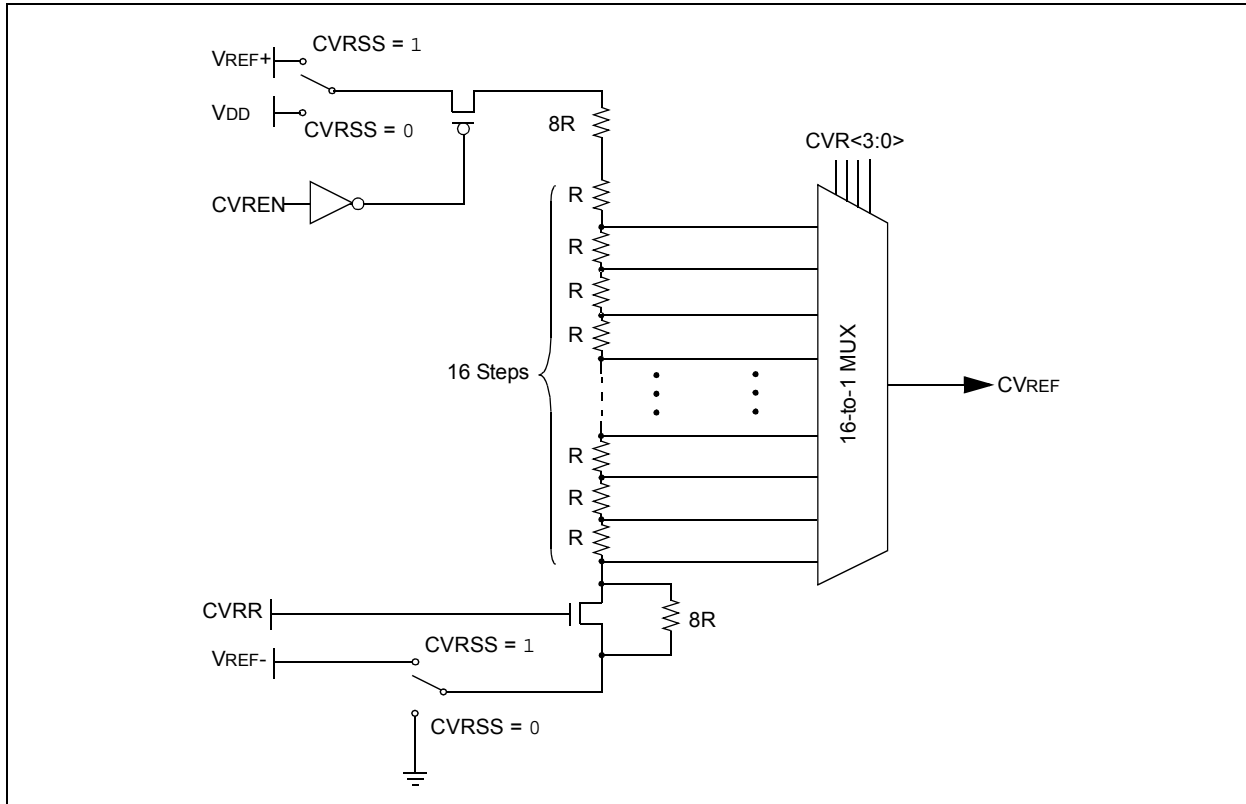 CVRSS = 1
VREF+
VDD
CVRSS = 0
8R
CVR<3:0>
CVREN
R
R
R
R
16 Steps
16-to-1 MUX
CVREF
R
R
R
CVRR
8R
CVRSS = 1
VREF-
CVRSS = 0